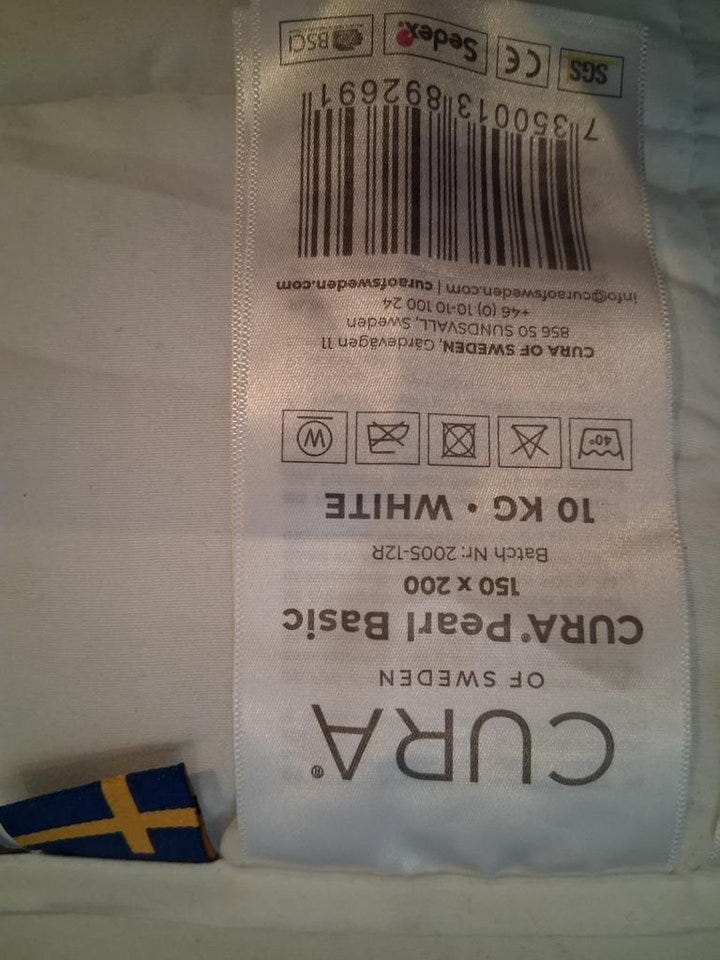 CURA®
OF SWEDEN
CURA® Pearl Basic
150 x 200
Batch Nr: 2005-12R
10 KG • WHITE
40°
W
CURA OF SWEDEN, Gärdevägen 11
856 50 SUNDSVALL, Sweden
+46 (0) 10-10 100 24
info@curaofsweden.com | curaofsweden.com
7 350013 892691
SGS CE Sedex® BSCI